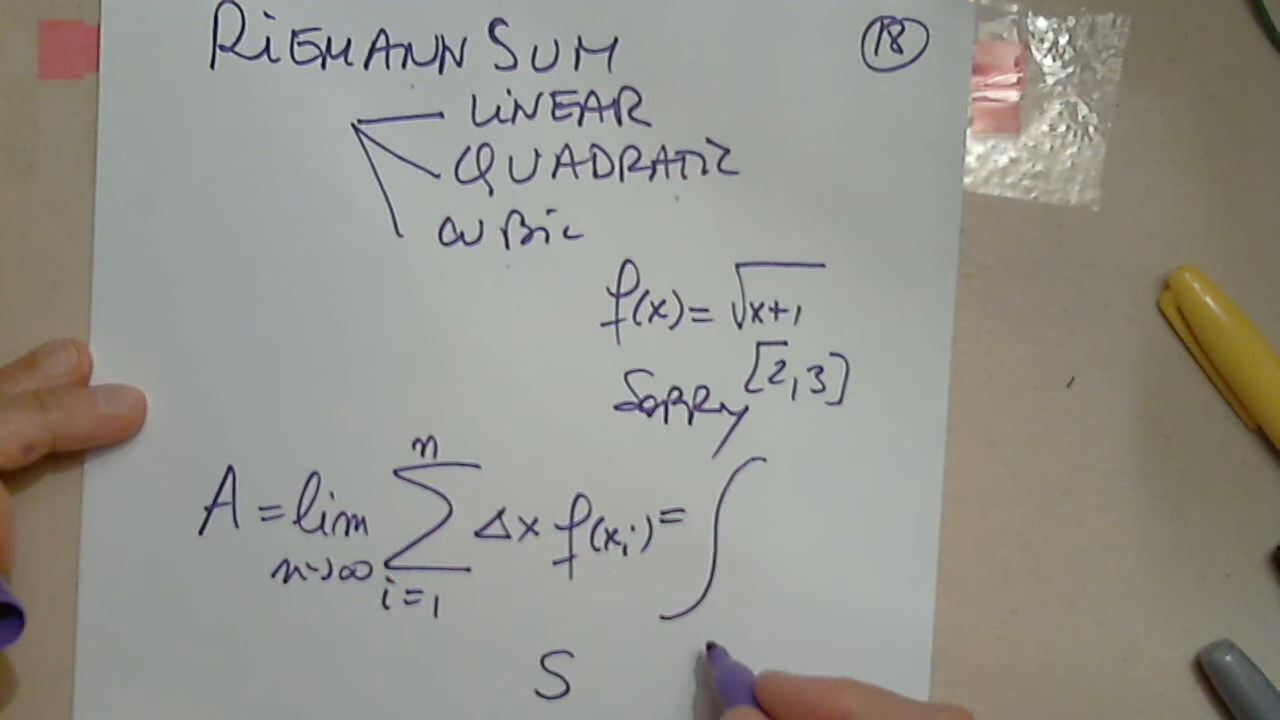 RIEMANN SUM
18
LINEAR
QUADRATIC
CUBIC
f(x) = √x+1
SORRY [2,3]
A = lim n→∞ ∑ i=1 n Δx f(xᵢ) = ∫
S